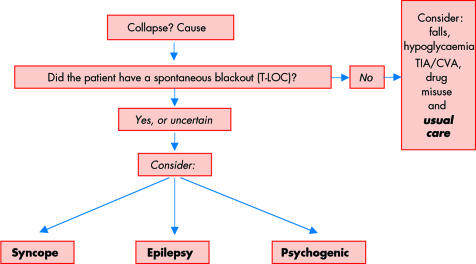 Collapse? Cause
Did the patient have a spontaneous blackout (T-LOC)?
No
Consider:
falls,
hypoglycaemia
TIA/CVA,
drug
misuse
and
usual
care
Yes, or uncertain
Consider:
Syncope
Epilepsy
Psychogenic